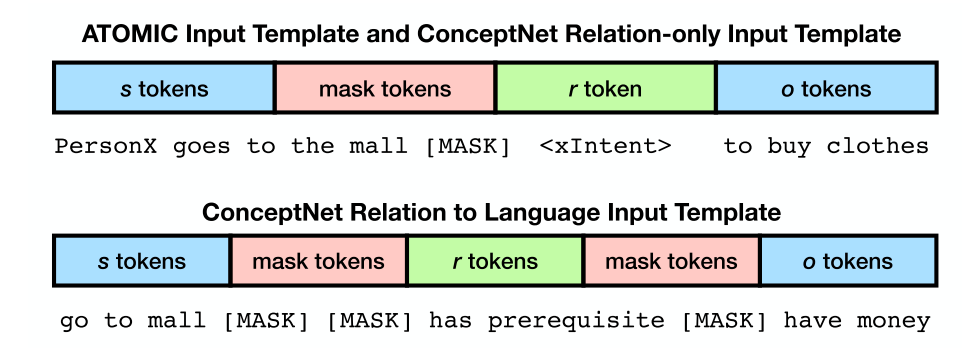 ATOMIC Input Template and ConceptNet Relation-only Input Template
s tokens mask tokens r token o tokens
PersonX goes to the mall [MASK] <xIntent> to buy clothes
ConceptNet Relation to Language Input Template
s tokens mask tokens r tokens mask tokens o tokens
go to mall [MASK] [MASK] has prerequisite [MASK] have money